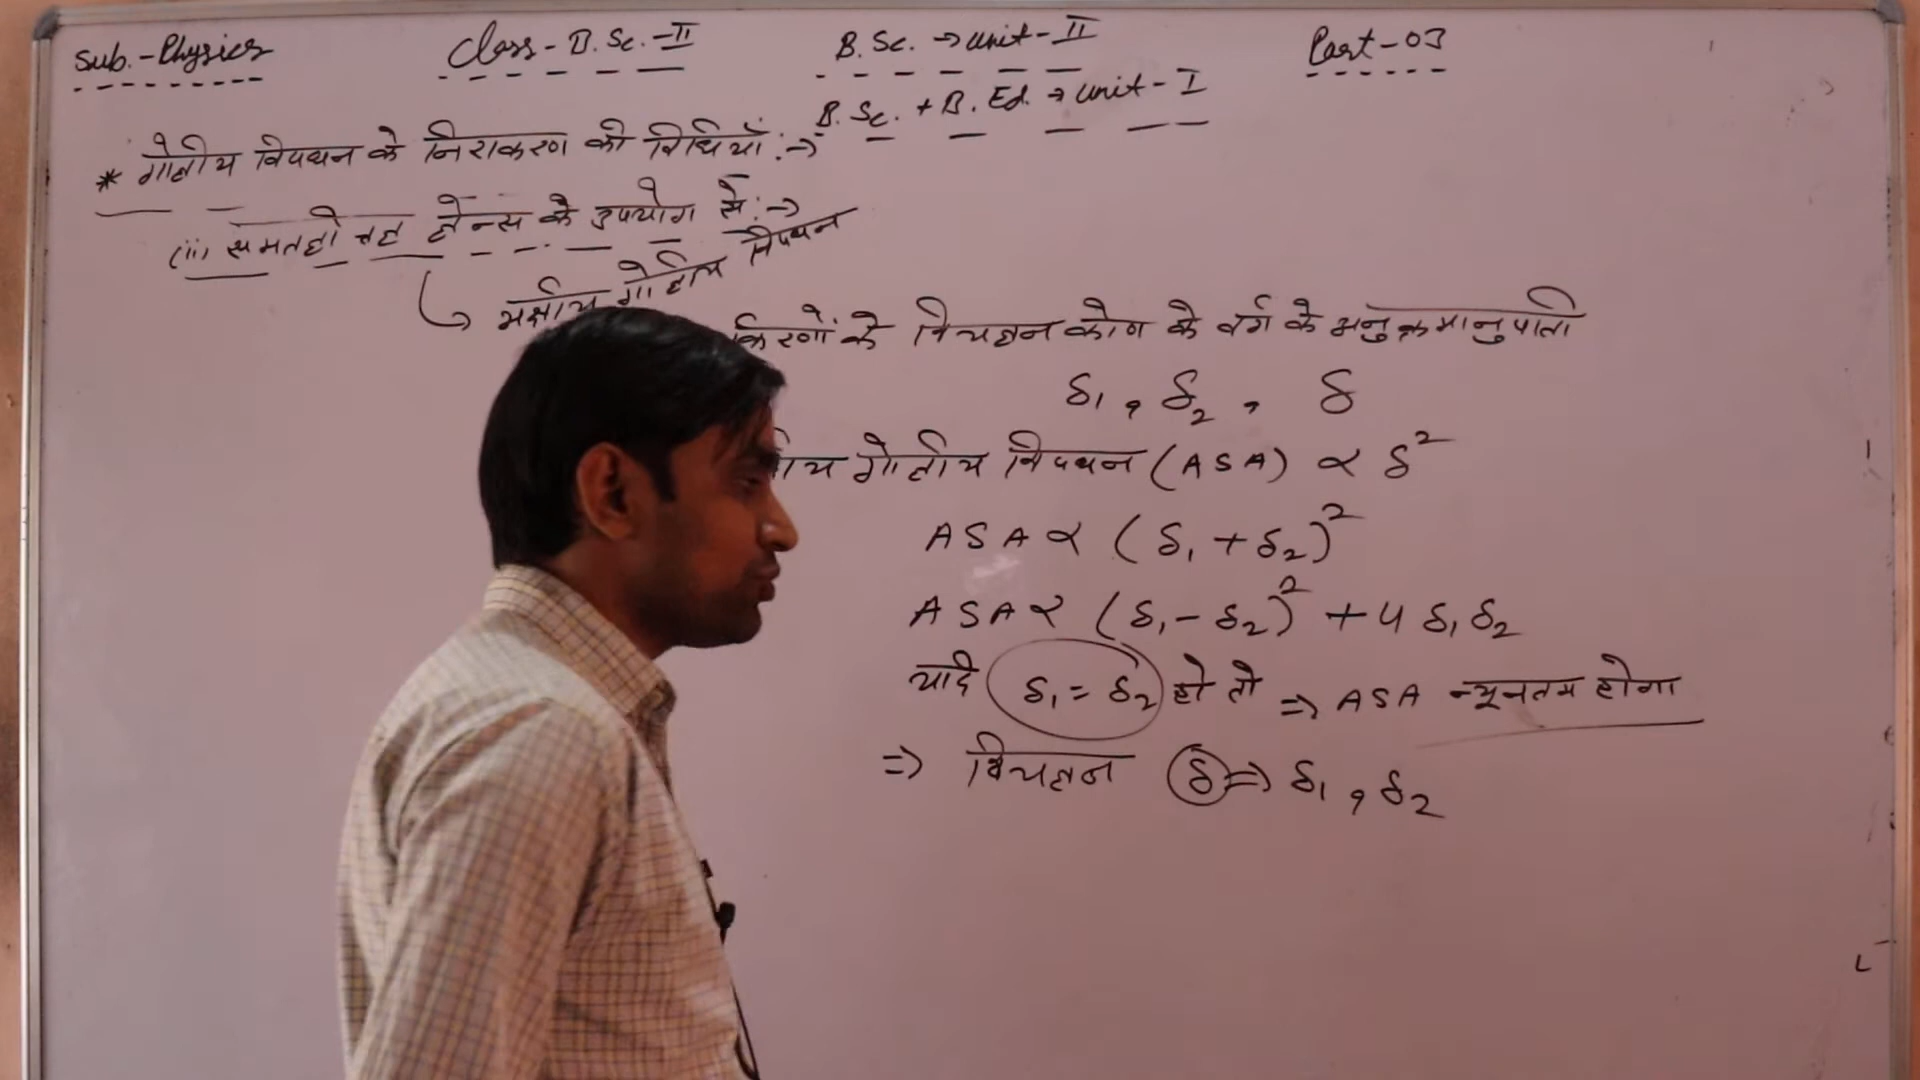 Sub.-Physics Class-B.Sc.-II B.Sc. → unit-II Part-03
B.Sc. + B.Ed. → unit-I
* गोलीय विपथन के निराकरण की विधियाँ :→
(ii) समतलोत्तल लेन्स के उपयोग से :→
↳ अक्षीय गोलीय विपथन
किरणों के विचलन कोण के वर्ग के अनुक्रमानुपाती
δ₁, δ₂, δ
गोलीय विपथन (ASA) ∝ δ²
ASA ∝ (δ₁ + δ₂)²
ASA ∝ (δ₁ - δ₂)² + 4 δ₁ δ₂
यदि δ₁ = δ₂ हो तो ⇒ ASA न्यूनतम होगा
⇒ विचलन δ ⇒ δ₁, δ₂